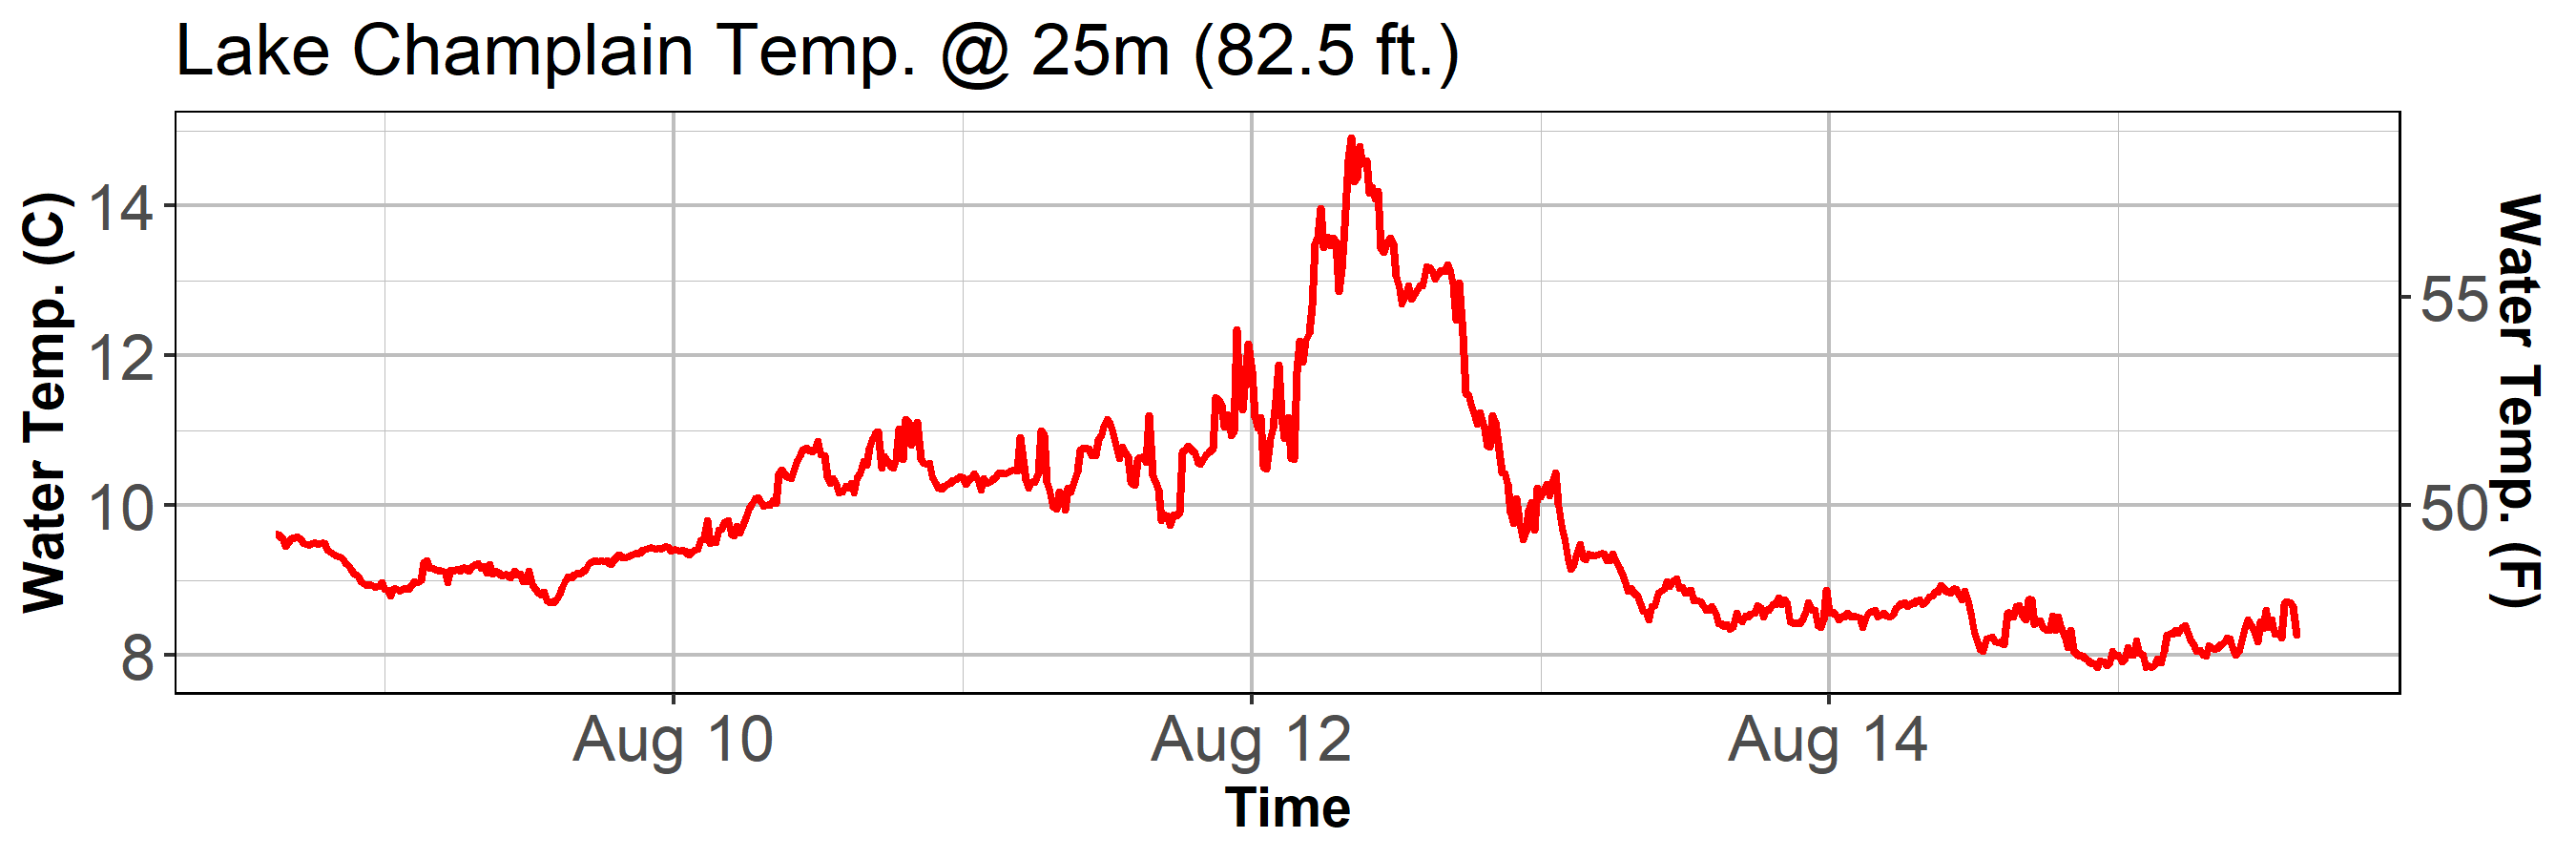 Lake Champlain Temp. @ 25m (82.5 ft.)
Water Temp. (C)
14
12
10
8
55
50
Water Temp. (F)
Aug 10
Aug 12
Aug 14
Time